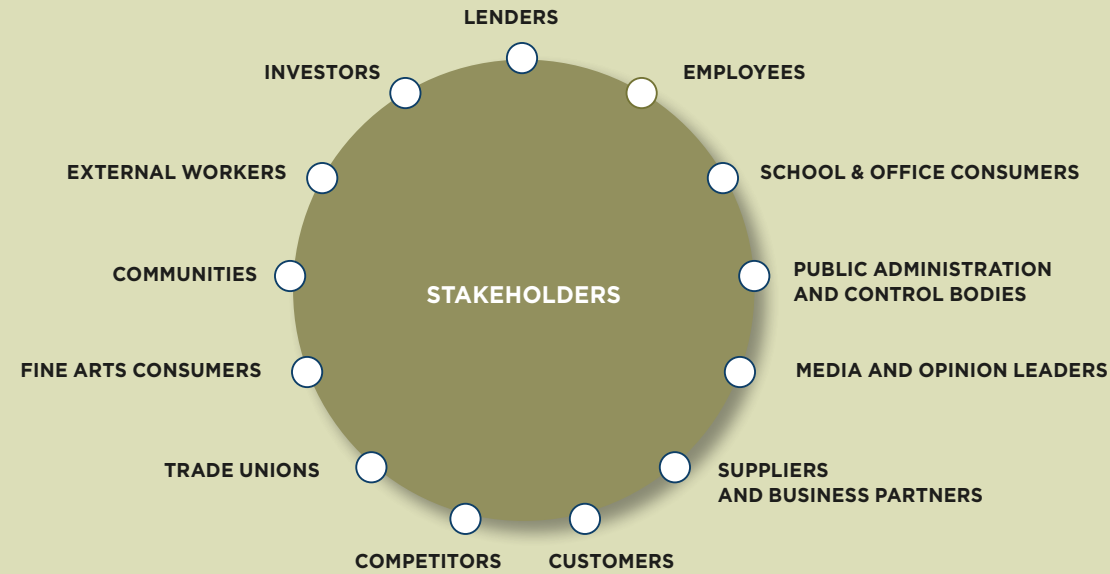 LENDERS
INVESTORS
EMPLOYEES
EXTERNAL WORKERS
SCHOOL & OFFICE CONSUMERS
COMMUNITIES
PUBLIC ADMINISTRATION
AND CONTROL BODIES
STAKEHOLDERS
FINE ARTS CONSUMERS
MEDIA AND OPINION LEADERS
TRADE UNIONS
SUPPLIERS
AND BUSINESS PARTNERS
COMPETITORS
CUSTOMERS